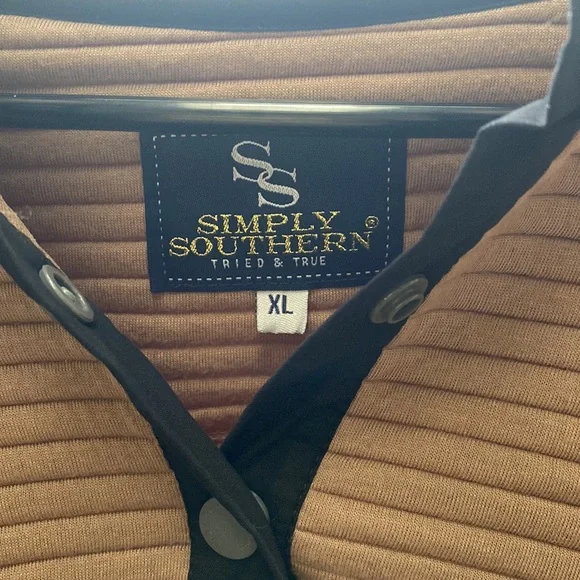 SS
SIMPLY
SOUTHERN®
TRIED & TRUE
XL